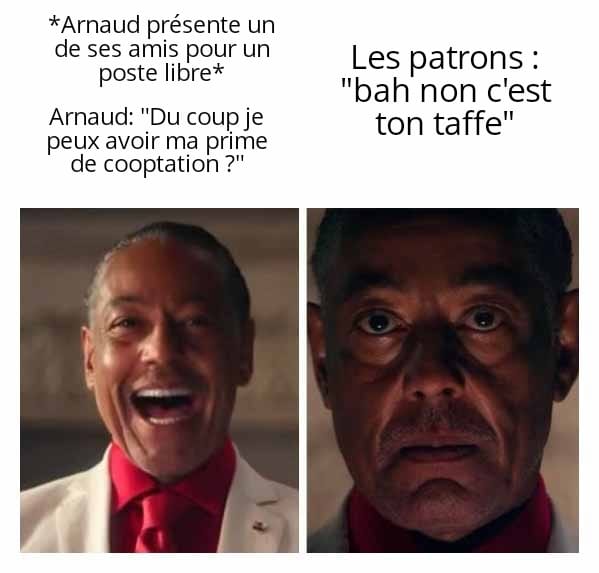 *Arnaud présente un
de ses amis pour un
poste libre*
Arnaud: "Du coup je
peux avoir ma prime
de cooptation ?"
Les patrons :
"bah non c'est
ton taffe"